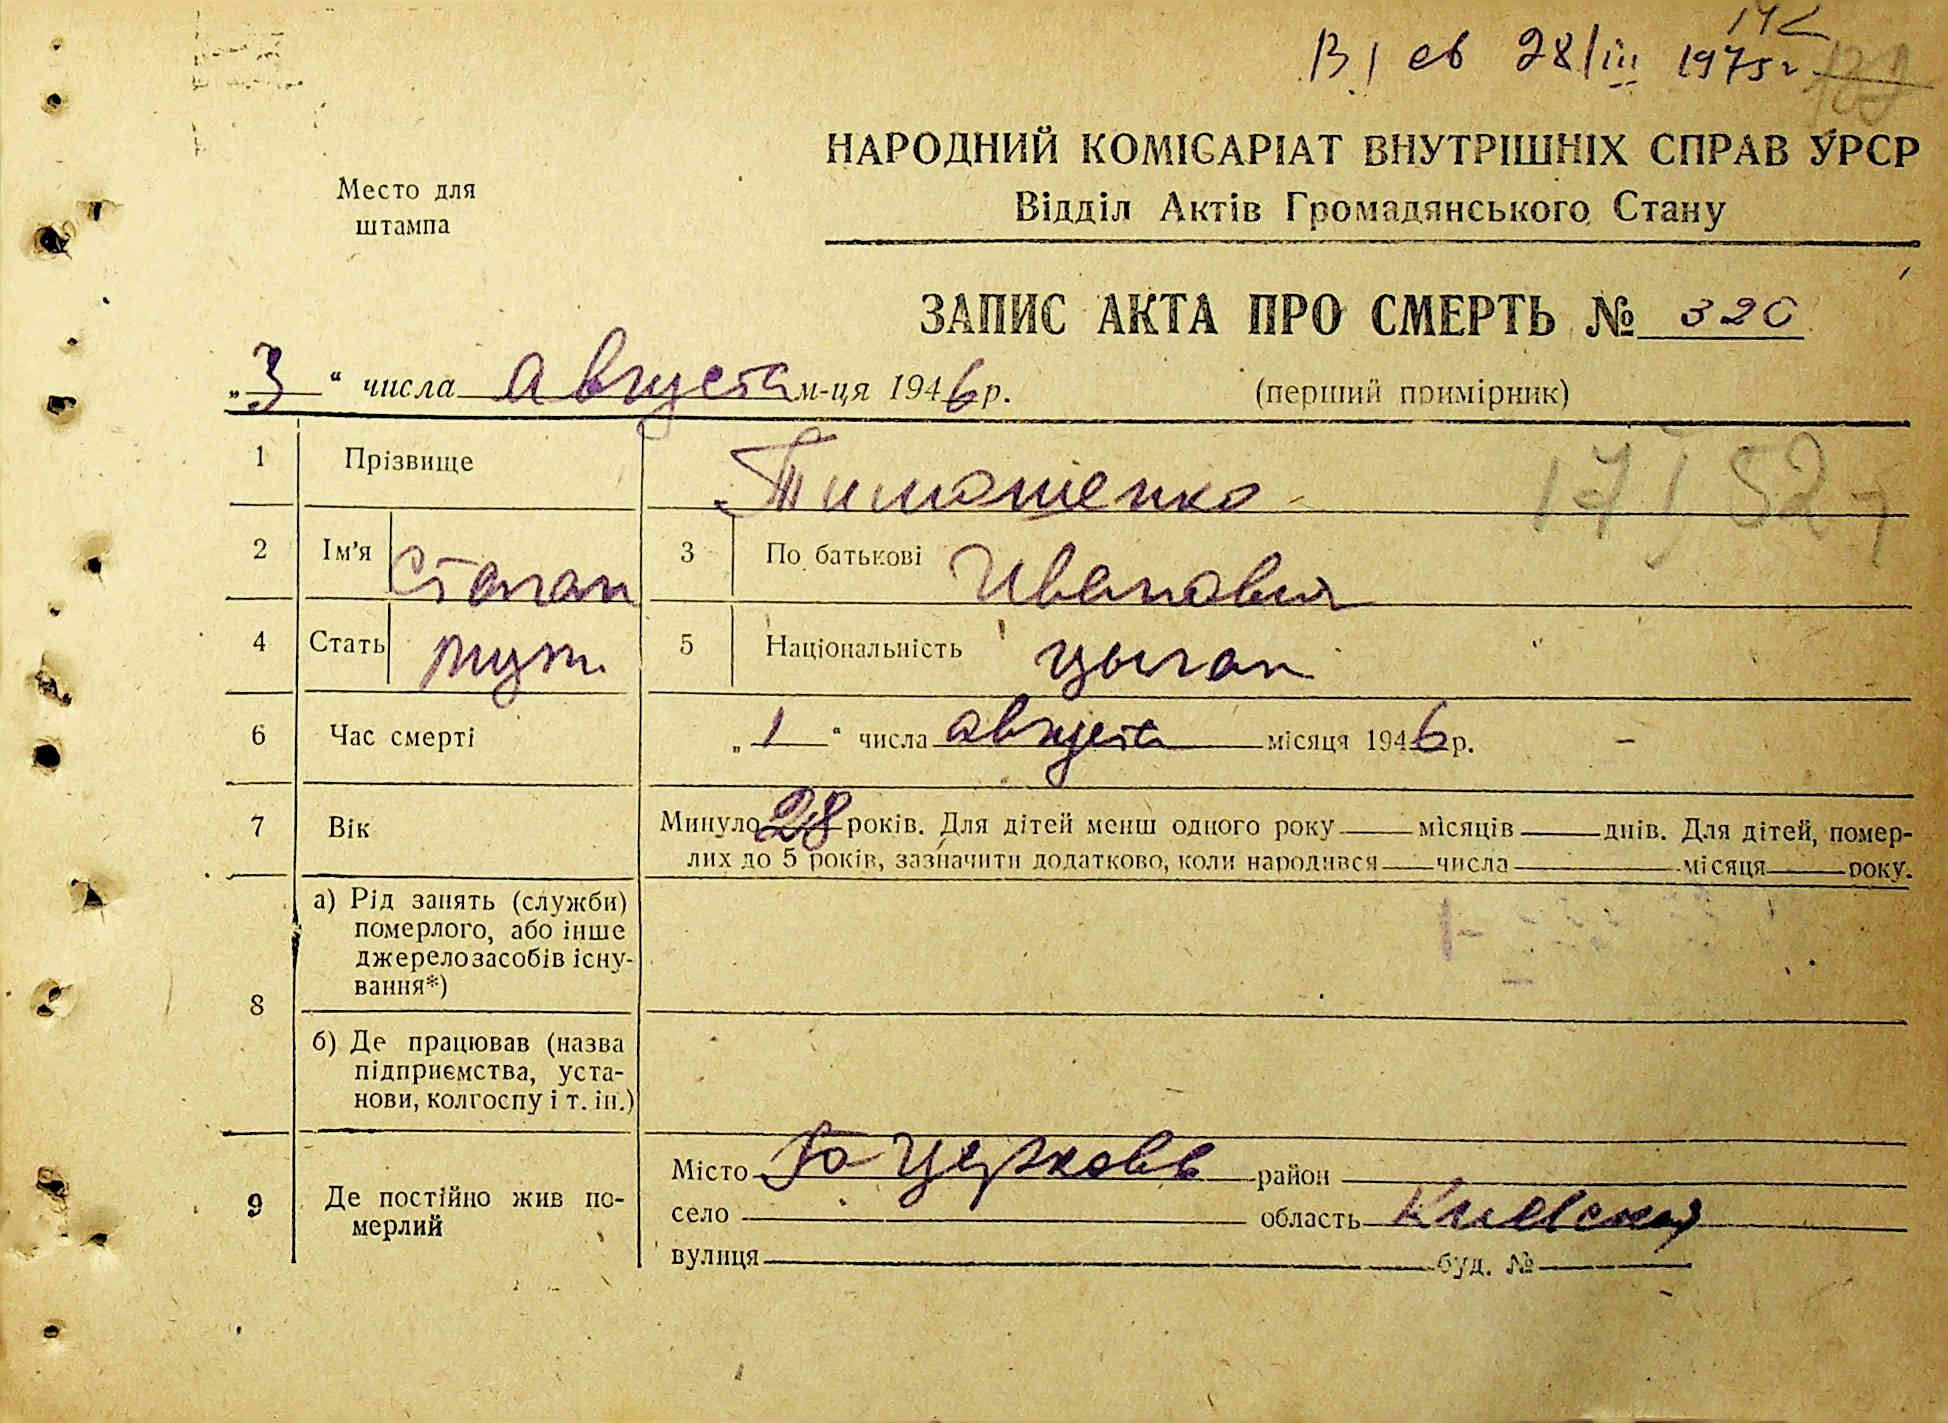 В/ св 28/III 1975 г
НАРОДНИЙ КОМІСАРІАТ ВНУТРІШНІХ СПРАВ УРСР
Відділ Актів Громадянського Стану
Место для
штампа
ЗАПИС АКТА ПРО СМЕРТЬ № 320
„3“ числа августа м-ця 1946 р.
(перший примірник)
1 Прізвище Тимошенко
2 Ім'я Степан 3 По батькові Иванович
4 Стать муж. 5 Національність цыган
6 Час смерті „1“ числа августа місяця 1946 р.
7 Вік Минуло 28 років. Для дітей менш одного року місяців днів. Для дітей, помер-
лих до 5 років, зазначити додатково, коли народився числа місяця року.
8 а) Рід занять (служби)
померлого, або інше
джерело засобів існу-
вання*)
б) Де працював (назва
підприємства, уста-
нови, колгоспу і т. ін.)
9 Де постійно жив по-
мерлий
Місто Б Церковь район
село область Киевская
вулиця буд. №